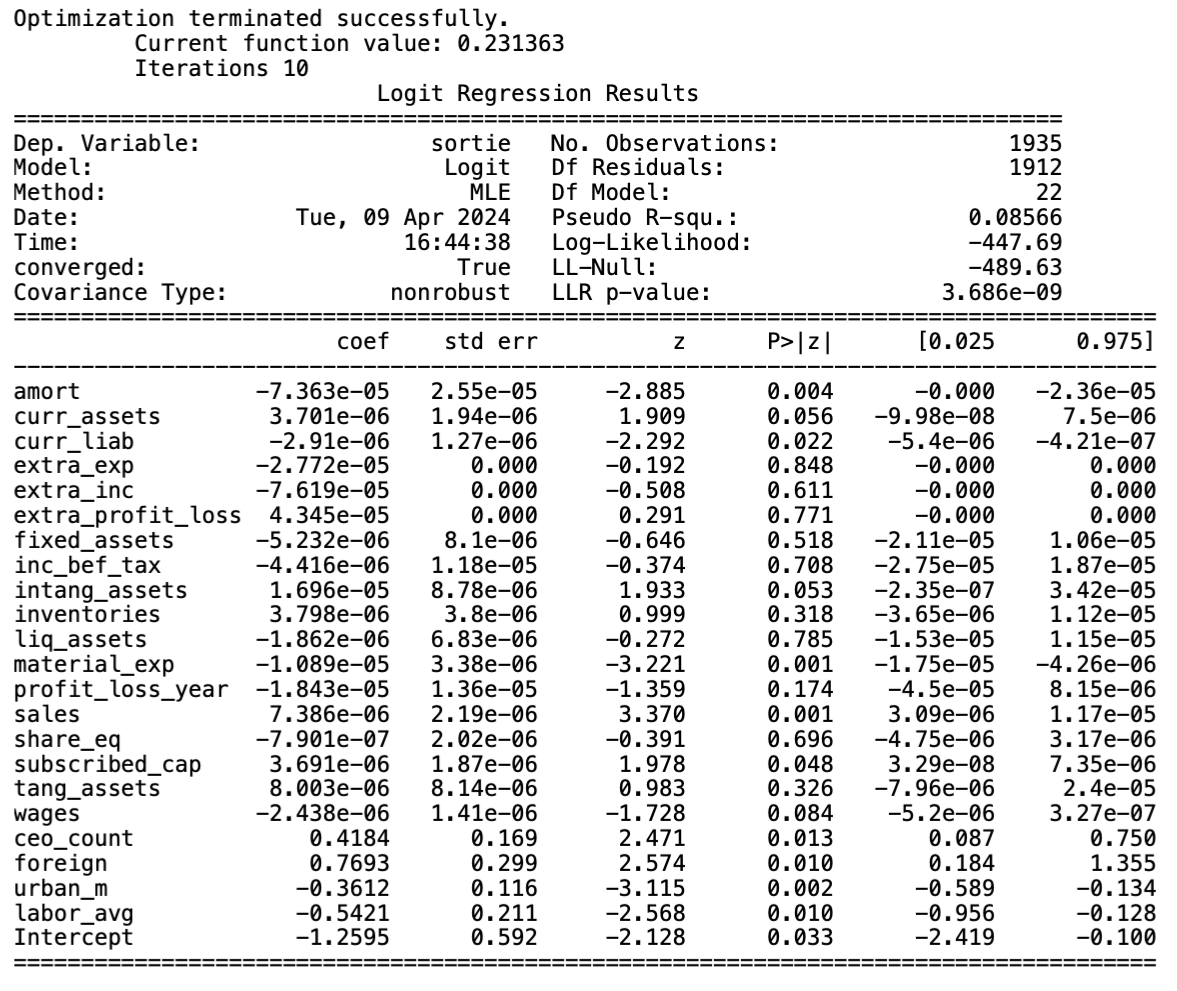 Optimization terminated successfully.
         Current function value: 0.231363
         Iterations 10
                           Logit Regression Results
==============================================================================
Dep. Variable:                 sortie   No. Observations:                 1935
Model:                          Logit   Df Residuals:                     1912
Method:                           MLE   Df Model:                           22
Date:                Tue, 09 Apr 2024   Pseudo R-squ.:                 0.08566
Time:                        16:44:38   Log-Likelihood:                -447.69
converged:                       True   LL-Null:                       -489.63
Covariance Type:            nonrobust   LLR p-value:                 3.686e-09
=====================================================================================
                        coef    std err          z      P>|z|      [0.025      0.975]
-------------------------------------------------------------------------------------
amort             -7.363e-05   2.55e-05     -2.885      0.004      -0.000   -2.36e-05
curr_assets        3.701e-06   1.94e-06      1.909      0.056   -9.98e-08     7.5e-06
curr_liab          -2.91e-06   1.27e-06     -2.292      0.022    -5.4e-06   -4.21e-07
extra_exp         -2.772e-05      0.000     -0.192      0.848      -0.000       0.000
extra_inc         -7.619e-05      0.000     -0.508      0.611      -0.000       0.000
extra_profit_loss  4.345e-05      0.000      0.291      0.771      -0.000       0.000
fixed_assets      -5.232e-06    8.1e-06     -0.646      0.518   -2.11e-05    1.06e-05
inc_bef_tax       -4.416e-06   1.18e-05     -0.374      0.708   -2.75e-05    1.87e-05
intang_assets      1.696e-05   8.78e-06      1.933      0.053   -2.35e-07    3.42e-05
inventories        3.798e-06    3.8e-06      0.999      0.318   -3.65e-06    1.12e-05
liq_assets        -1.862e-06   6.83e-06     -0.272      0.785   -1.53e-05    1.15e-05
material_exp      -1.089e-05   3.38e-06     -3.221      0.001   -1.75e-05   -4.26e-06
profit_loss_year  -1.843e-05   1.36e-05     -1.359      0.174    -4.5e-05    8.15e-06
sales              7.386e-06   2.19e-06      3.370      0.001    3.09e-06    1.17e-05
share_eq          -7.901e-07   2.02e-06     -0.391      0.696   -4.75e-06    3.17e-06
subscribed_cap     3.691e-06   1.87e-06      1.978      0.048    3.29e-08    7.35e-06
tang_assets        8.003e-06   8.14e-06      0.983      0.326   -7.96e-06     2.4e-05
wages             -2.438e-06   1.41e-06     -1.728      0.084    -5.2e-06    3.27e-07
ceo_count             0.4184      0.169      2.471      0.013       0.087       0.750
foreign               0.7693      0.299      2.574      0.010       0.184       1.355
urban_m              -0.3612      0.116     -3.115      0.002      -0.589      -0.134
labor_avg            -0.5421      0.211     -2.568      0.010      -0.956      -0.128
Intercept            -1.2595      0.592     -2.128      0.033      -2.419      -0.100
=====================================================================================